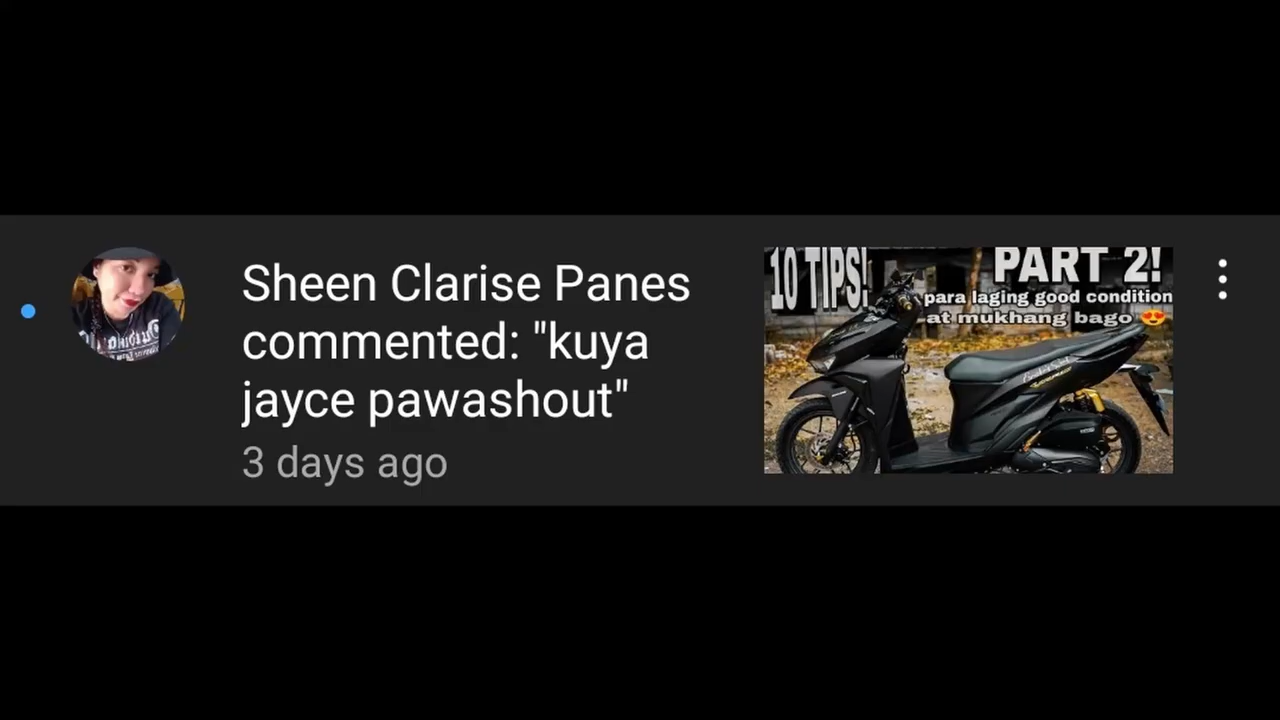 Sheen Clarise Panes
commented: "kuya
jayce pawashout"
3 days ago
10 TIPS!
PART 2!
para laging good condition
at mukhang bago 😍